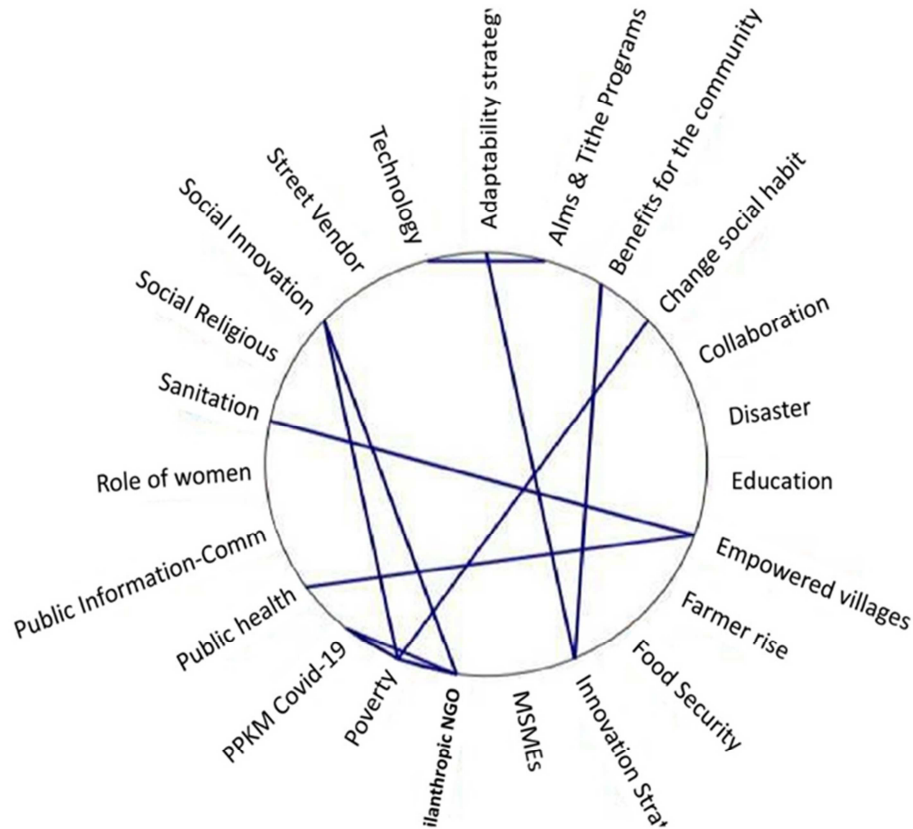 Adaptability strateg
Alms & Tithe Programs
Benefits for the community
Change social habit
Collaboration
Disaster
Education
Empowered villages
Farmer rise
Food Security
Innovation Strat
MSMEs
ilanthropic NGO
Poverty
PPKM Covid-19
Public health
Public Information-Comm
Role of women
Sanitation
Social Religious
Social Innovation
Street Vendor
Technology